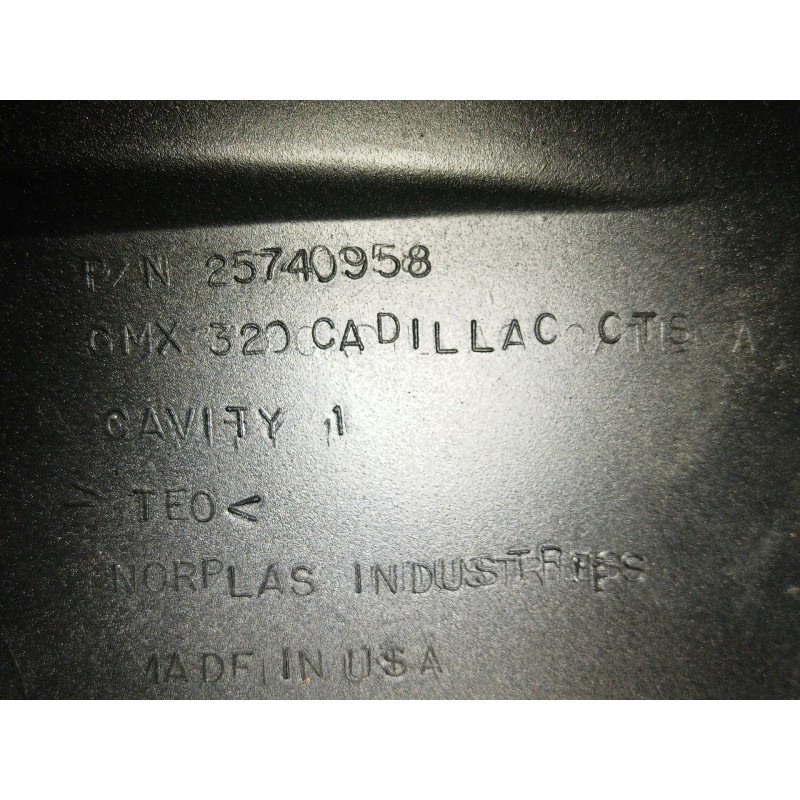 P/N 25740958
GMX 320 CADILLAC CTS A
CAVITY 1
> TEO <
NORPLAS INDUSTRIES
MADE IN USA